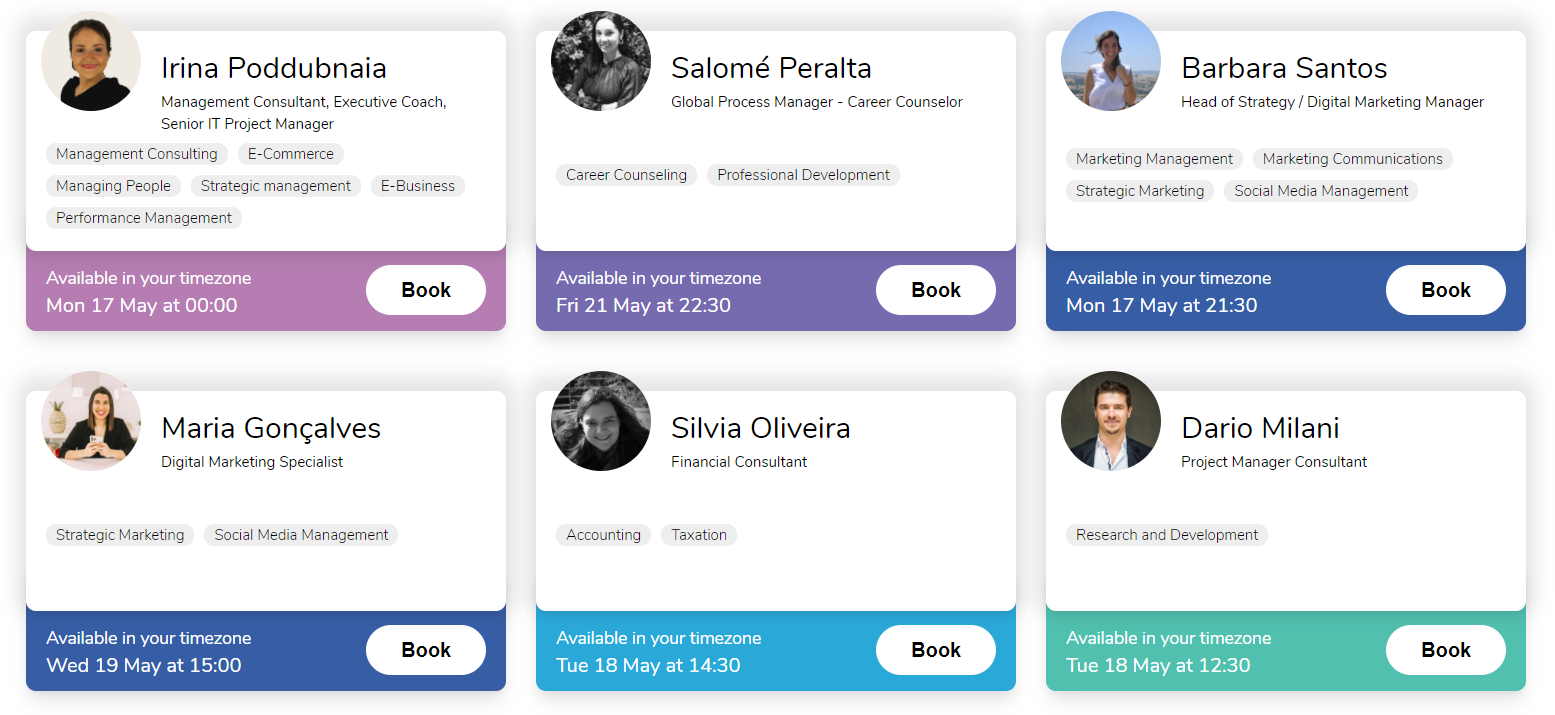 Irina Poddubnaia
Management Consultant, Executive Coach,
Senior IT Project Manager
Management Consulting E-Commerce
Managing People Strategic management E-Business
Performance Management
Available in your timezone
Mon 17 May at 00:00
Book
Salomé Peralta
Global Process Manager - Career Counselor
Career Counseling Professional Development
Available in your timezone
Fri 21 May at 22:30
Book
Barbara Santos
Head of Strategy / Digital Marketing Manager
Marketing Management Marketing Communications
Strategic Marketing Social Media Management
Available in your timezone
Mon 17 May at 21:30
Book
Maria Gonçalves
Digital Marketing Specialist
Strategic Marketing Social Media Management
Available in your timezone
Wed 19 May at 15:00
Book
Silvia Oliveira
Financial Consultant
Accounting Taxation
Available in your timezone
Tue 18 May at 14:30
Book
Dario Milani
Project Manager Consultant
Research and Development
Available in your timezone
Tue 18 May at 12:30
Book